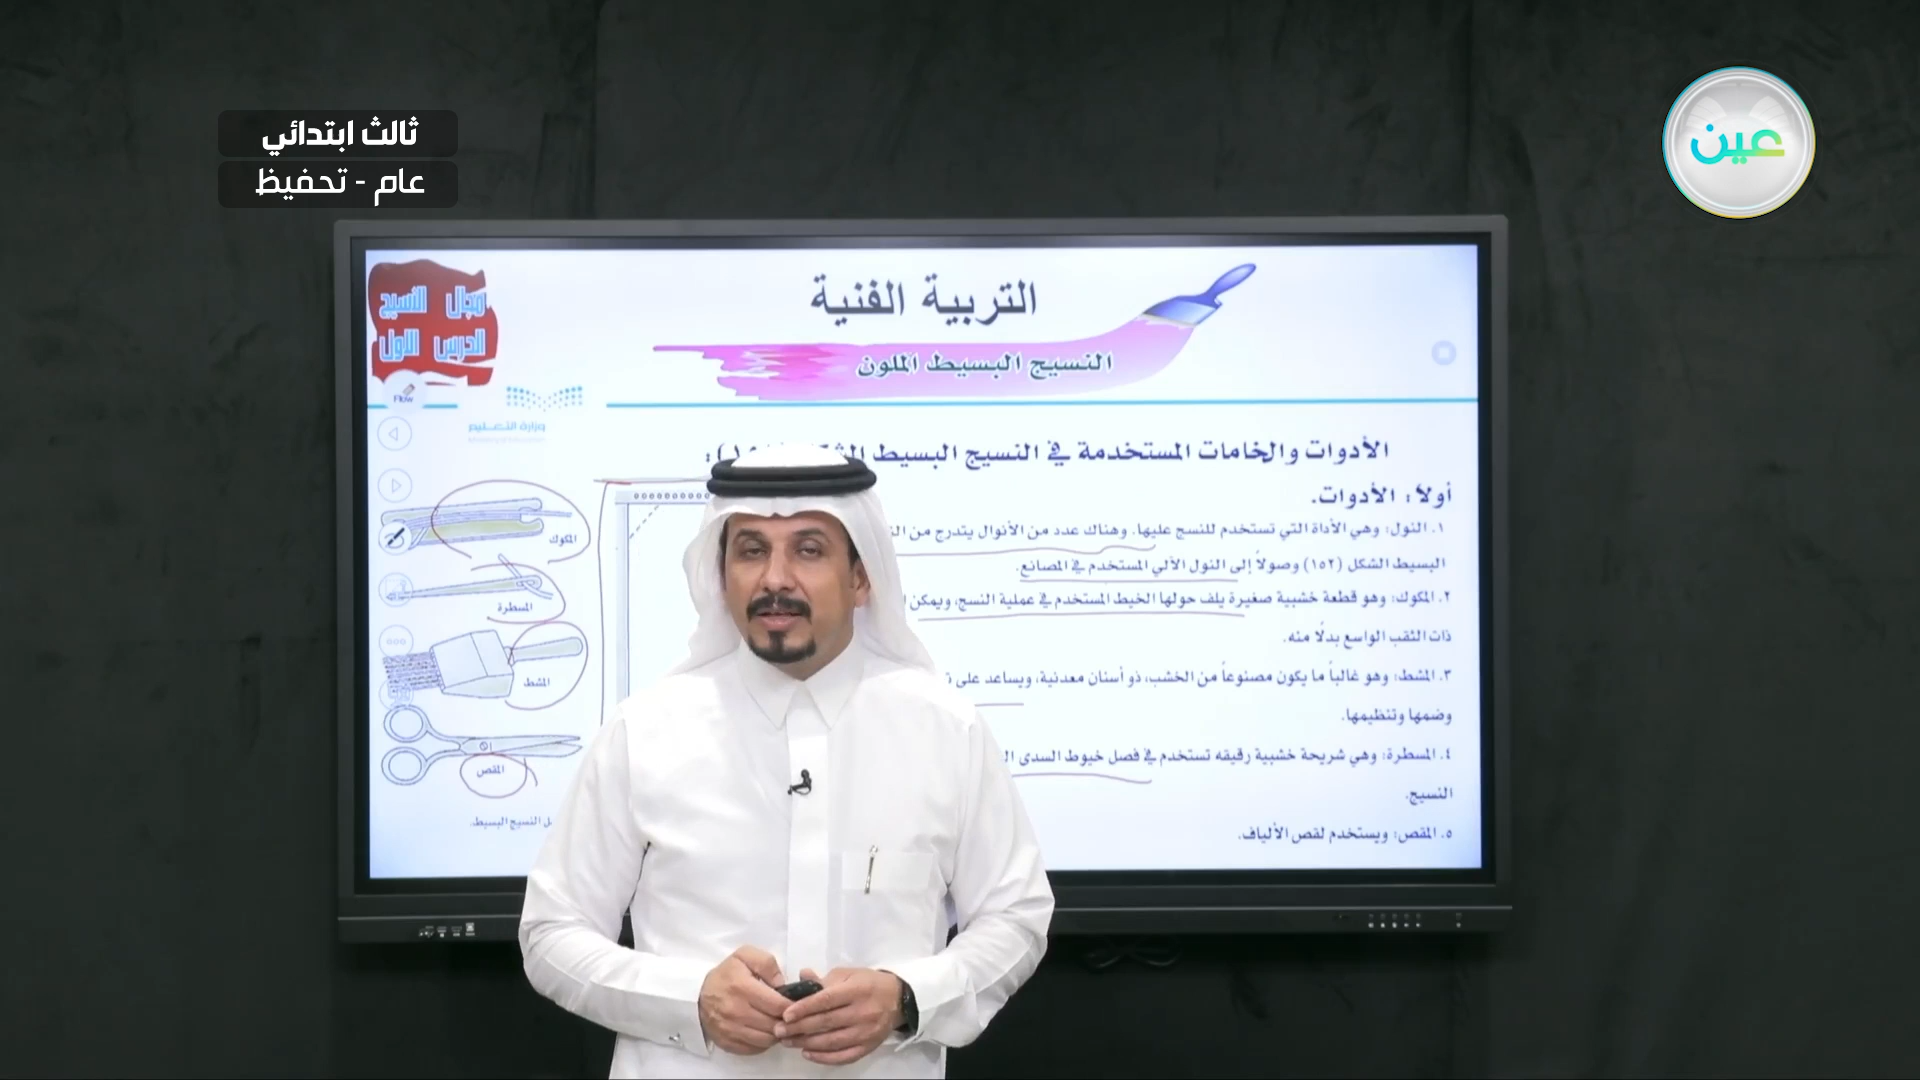 ثالث ابتدائي
عام - تحفيظ
عين
مجال النسيج
الدرس الأول
التربية الفنية
النسيج البسيط الملون
Flow
وزارة التعليم
الأدوات والخامات المستخدمة في النسيج البسيط
أولاً: الأدوات.
١. النول: وهي الأداة التي تستخدم للنسج عليها. وهناك عدد من الأنوال يتدرج من
البسيط الشكل (١٥٢) وصولاً إلى النول الآلي المستخدم في المصانع.
٢. المكوك: وهو قطعة خشبية صغيرة يلف حولها الخيط المستخدم في عملية النسج، ويمكن
ذات الثقب الواسع بدلًا منه.
٣. المشط: وهو غالباً ما يكون مصنوعاً من الخشب، ذو أسنان معدنية، ويساعد على
وضمها وتنظيمها.
٤. المسطرة: وهي شريحة خشبية رقيقه تستخدم في فصل خيوط السدى
النسيج.
٥. المقص: ويستخدم لقص الألياف.
المكوك
المسطرة
المشط
المقص
النسيج البسيط.